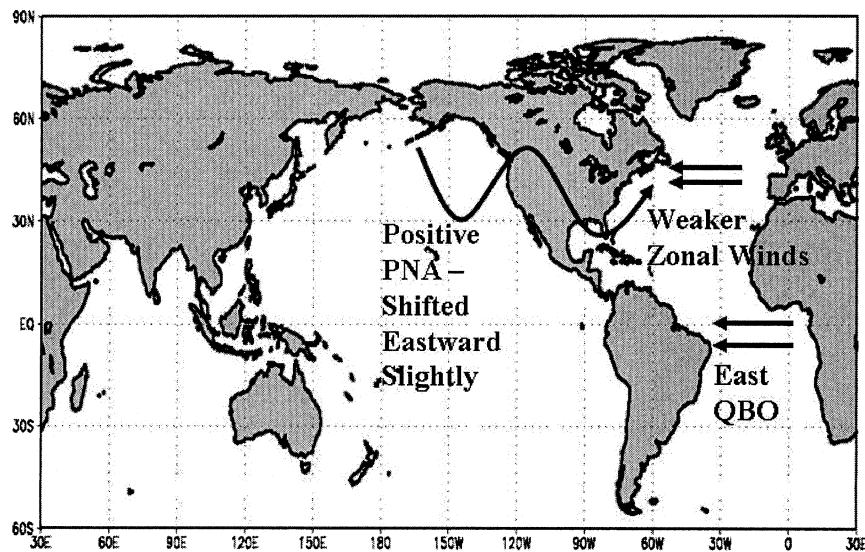 90N
60N
30N
EQ
30S
60S
Positive
PNA –
Shifted
Eastward
Slightly
Weaker
Zonal Winds
East
QBO
30E 60E 90E 120E 150E 180 150W 120W 90W 60W 30W 0 30E